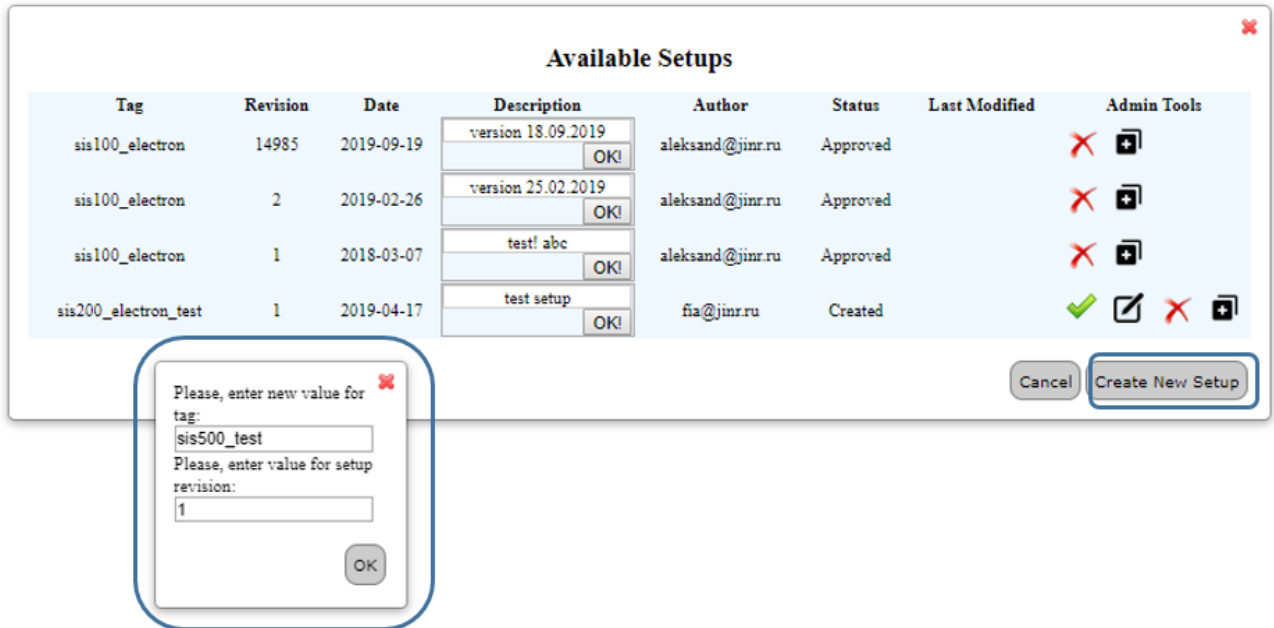 Available Setups
Tag Revision Date Description Author Status Last Modified Admin Tools
version 18.09.2019
sis100_electron 14985 2019-09-19 aleksand@jinr.ru Approved
OK!
version 25.02.2019
sis100_electron 2 2019-02-26 aleksand@jinr.ru Approved
OK!
test! abc
sis100_electron 1 2018-03-07 aleksand@jinr.ru Approved
OK!
test setup
sis200_electron_test 1 2019-04-17 fia@jinr.ru Created
OK!
Cancel Create New Setup
Please, enter new value for
tag:
sis500_test
Please, enter value for setup
revision:
1
OK